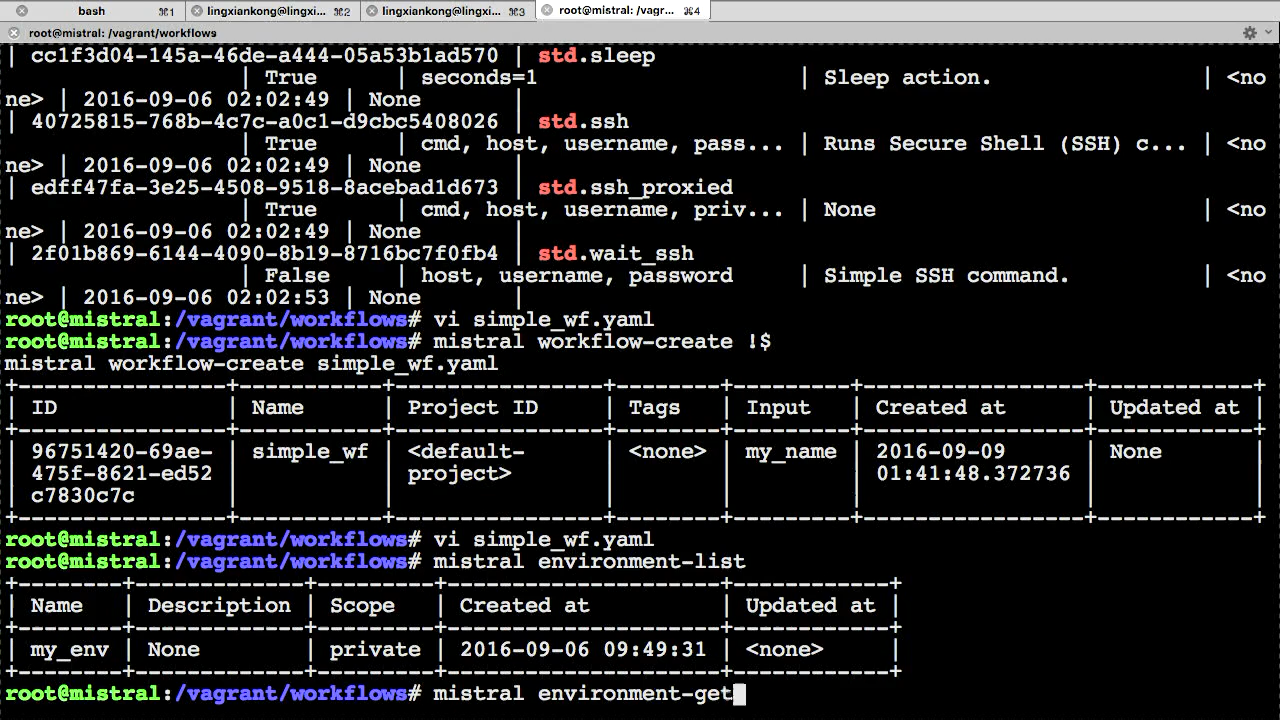 bash ⌘1 lingxiankong@lingxi... ⌘2 lingxiankong@lingxi... ⌘3 root@mistral: /vagr... ⌘4
root@mistral: /vagrant/workflows
| cc1f3d04-145a-46de-a444-05a53b1ad570 | std.sleep
| True | seconds=1 | Sleep action. | <no
ne> | 2016-09-06 02:02:49 | None |
| 40725815-768b-4c7c-a0c1-d9cbc5408026 | std.ssh
| True | cmd, host, username, pass... | Runs Secure Shell (SSH) c... | <no
ne> | 2016-09-06 02:02:49 | None |
| edff47fa-3e25-4508-9518-8acebad1d673 | std.ssh_proxied
| True | cmd, host, username, priv... | None | <no
ne> | 2016-09-06 02:02:49 | None |
| 2f01b869-6144-4090-8b19-8716bc7f0fb4 | std.wait_ssh
| False | host, username, password | Simple SSH command. | <no
ne> | 2016-09-06 02:02:53 | None |
root@mistral:/vagrant/workflows# vi simple_wf.yaml
root@mistral:/vagrant/workflows# mistral workflow-create !$
mistral workflow-create simple_wf.yaml
+---------------+-----------+-----------------+--------+---------+------------------+------------+
| ID | Name | Project ID | Tags | Input | Created at | Updated at |
+---------------+-----------+-----------------+--------+---------+------------------+------------+
| 96751420-69ae- | simple_wf | <default- | <none> | my_name | 2016-09-09 | None |
| 475f-8621-ed52 | | project> | | | 01:41:48.372736 | |
| c7830c7c | | | | | | |
+---------------+-----------+-----------------+--------+---------+------------------+------------+
root@mistral:/vagrant/workflows# vi simple_wf.yaml
root@mistral:/vagrant/workflows# mistral environment-list
+--------+-------------+---------+---------------------+------------+
| Name | Description | Scope | Created at | Updated at |
+--------+-------------+---------+---------------------+------------+
| my_env | None | private | 2016-09-06 09:49:31 | <none> |
+--------+-------------+---------+---------------------+------------+
root@mistral:/vagrant/workflows# mistral environment-get